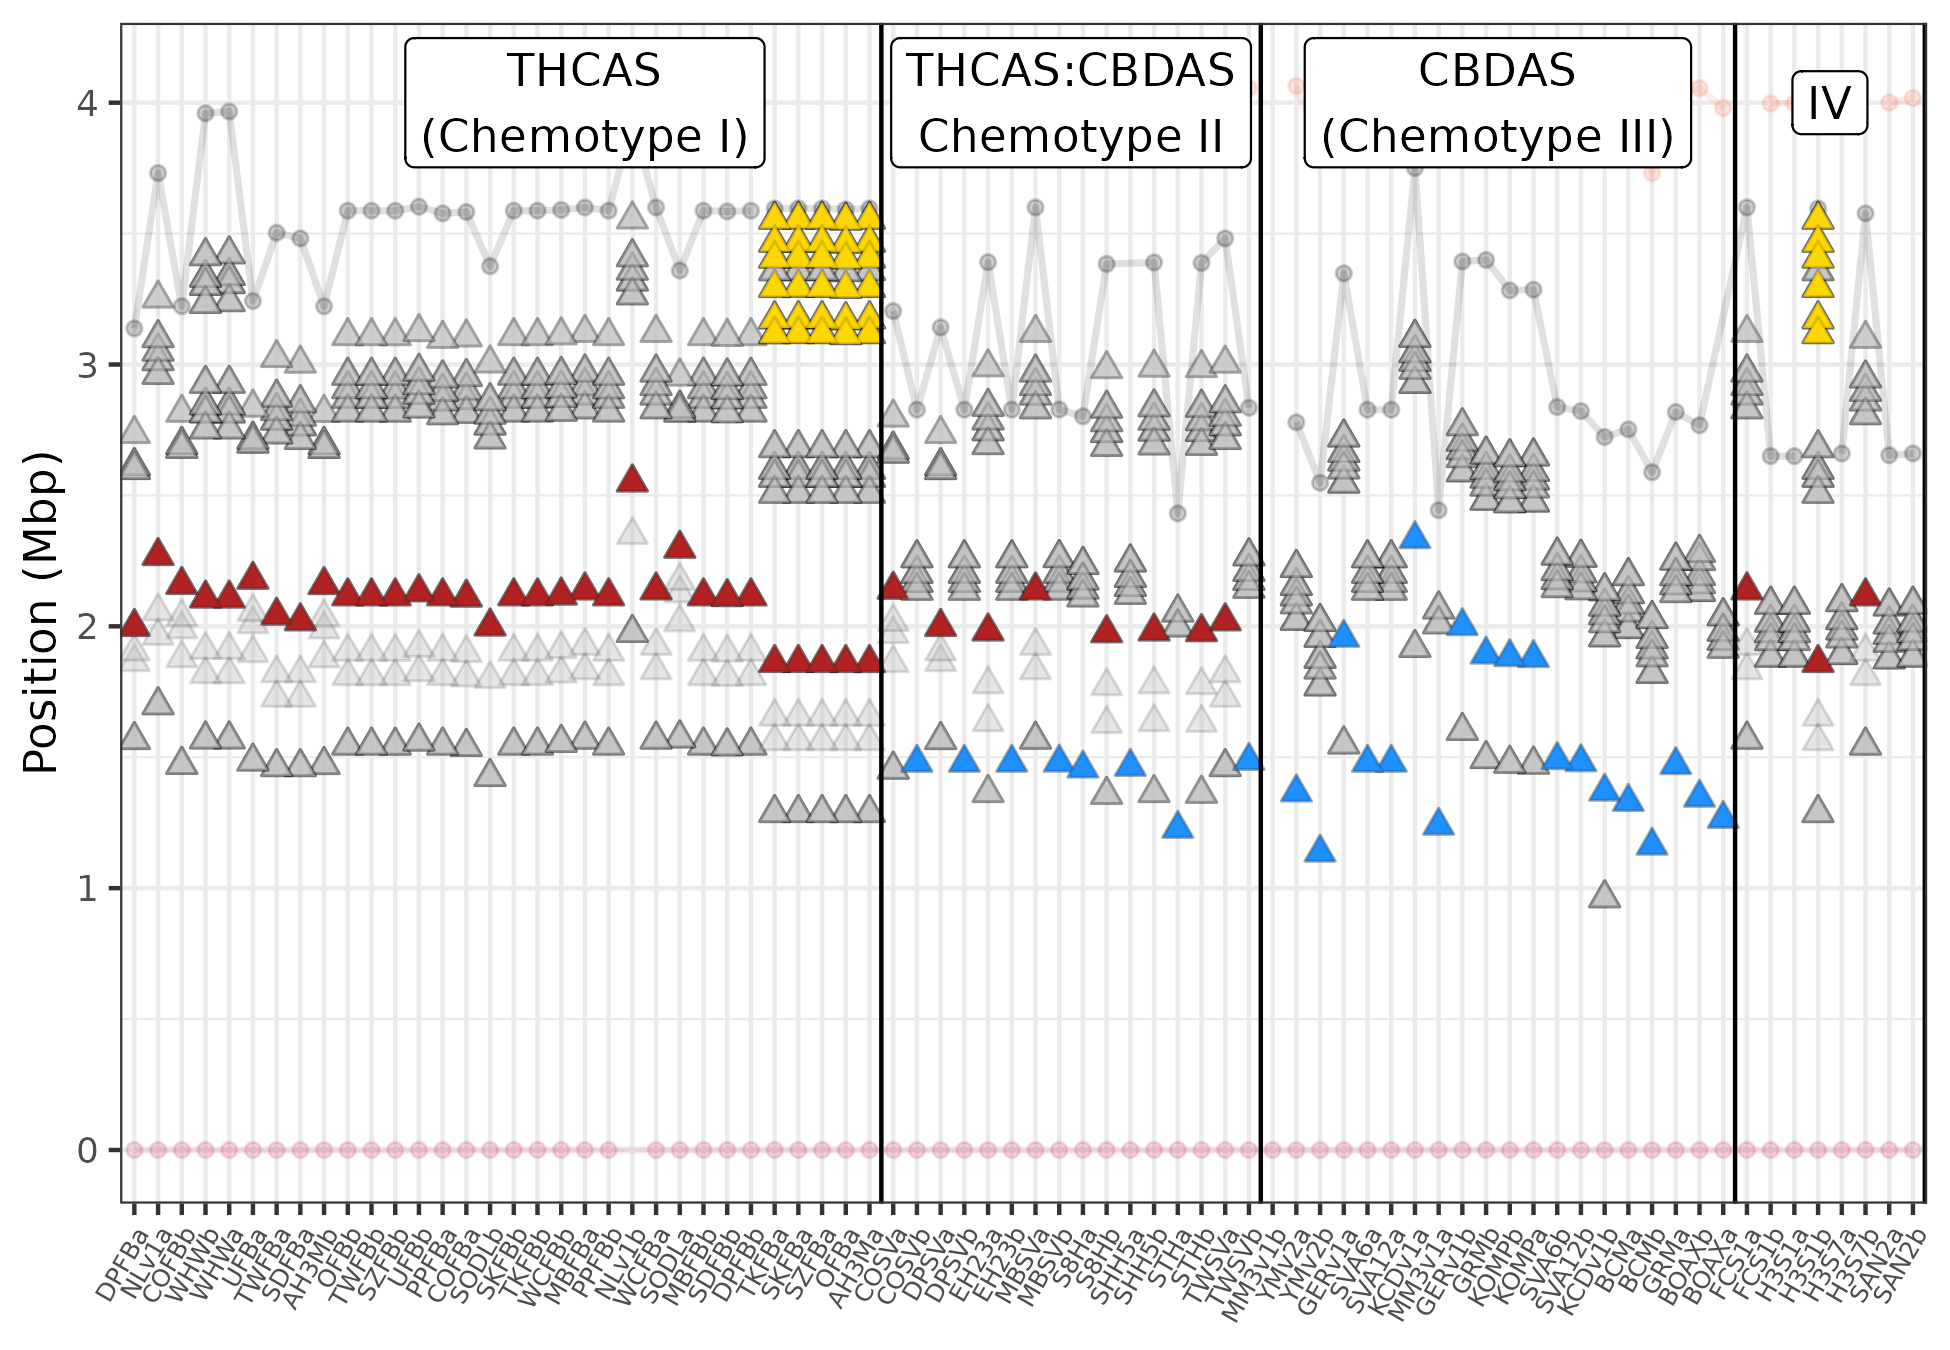 THCAS
(Chemotype I)
THCAS:CBDAS
Chemotype II
CBDAS
(Chemotype III)
IV
Position (Mbp)
4
3
2
1
0
DPFBa
NLv1a
COFBb
WHWb
WHWa
UFBa
TWFBa
SDFBa
AH3Mb
OFBb
TWFBb
SZFBb
UFBb
PPFBa
COFBa
SODLb
SKFBb
TKFBb
WCFBb
MBFBa
PPFBb
NLv1b
WCFBa
SODLa
MBFBb
SDFBb
DPFBb
TKFBa
SKFBa
SZFBa
OFBa
AH3Ma
COSVa
COSVb
DPSVa
DPSVb
EH23a
EH23b
MBSVa
MBSVb
S8Ha
S8Hb
SHH5a
SHH5b
STHa
STHb
TWSVa
TWSVb
MM3v1b
YMv2a
YMv2b
GERv1a
SVA6a
SVA12a
KCDv1a
MM3v1a
GERv1b
GRMb
KOMPb
KOMPa
SVA6b
SVA12b
KCDv1b
BCMa
BCMb
GRMa
BOAXb
BOAXa
FCS1a
FCS1b
H3S1a
H3S1b
H3S7a
H3S7b
SAN2a
SAN2b